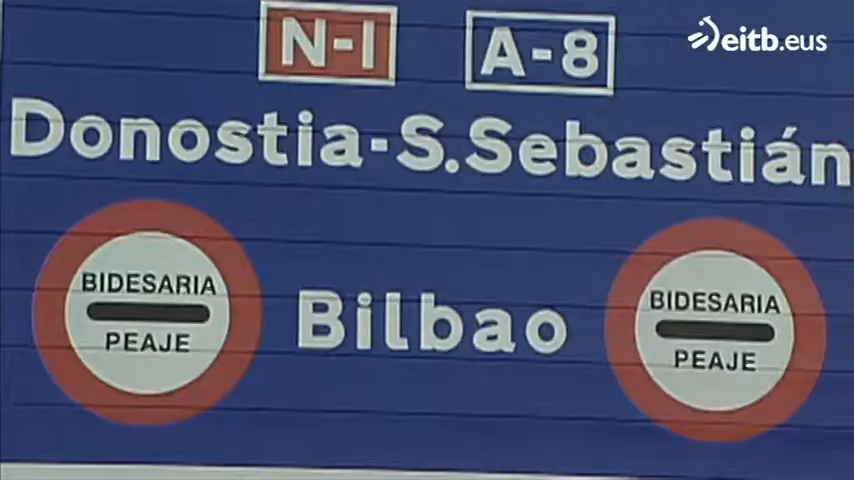 N-I A-8
eitb.eus
Donostia-S.Sebastián
BIDESARIA
PEAJE
Bilbao
BIDESARIA
PEAJE